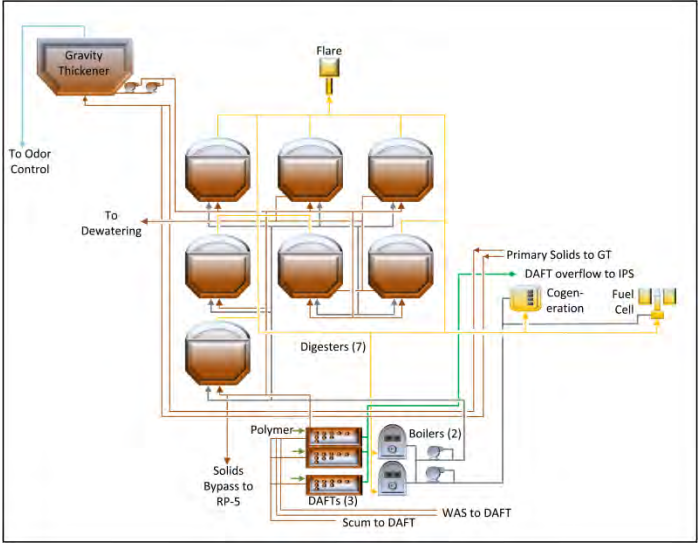 Gravity
Thickener
Flare
To Odor
Control
To
Dewatering
Primary Solids to GT
DAFT overflow to IPS
Cogen-
eration
Fuel
Cell
Digesters (7)
Polymer
Boilers (2)
Solids
Bypass to
RP-5
DAFTs (3)
WAS to DAFT
Scum to DAFT